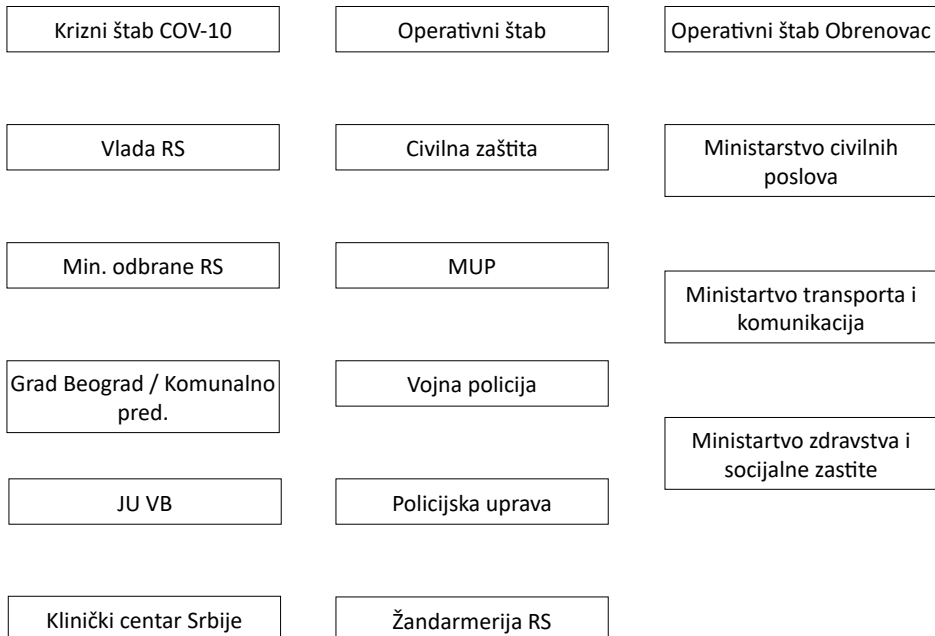 Krizni štab COV-10
Operativni štab
Operativni štab Obrenovac
Vlada RS
Civilna zaštita
Ministarstvo civilnih
poslova
Min. odbrane RS
MUP
Ministartvo transporta i
komunikacija
Grad Beograd / Komunalno
pred.
Vojna policija
Ministartvo zdravstva i
socijalne zastite
JU VB
Policijska uprava
Klinički centar Srbije
Žandarmerija RS